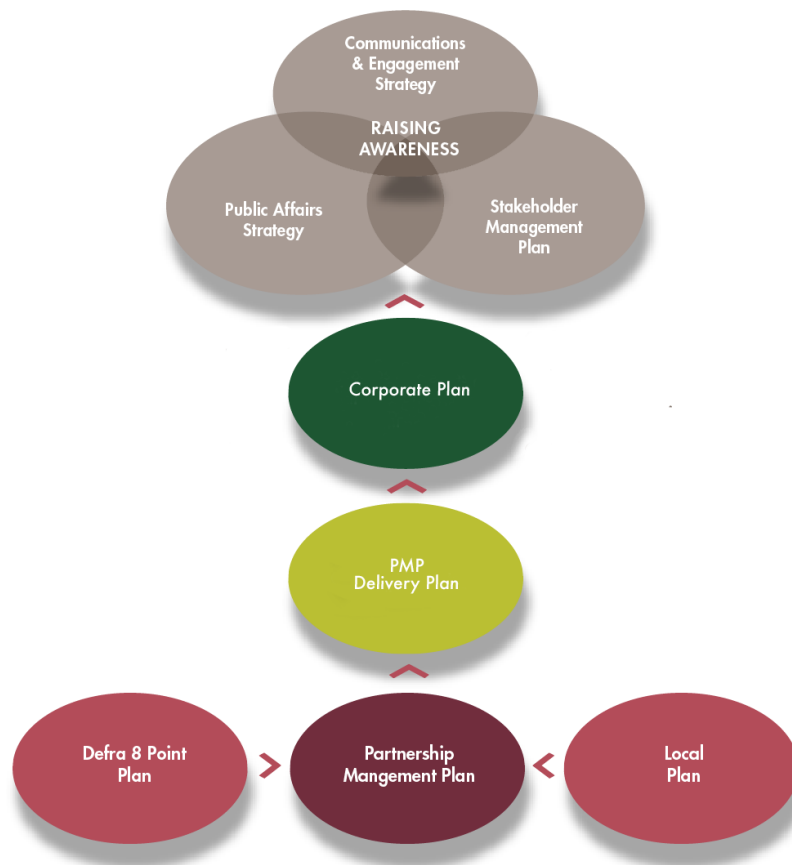 Communications
& Engagement
Strategy
RAISING
AWARENESS
Public Affairs
Strategy
Stakeholder
Management
Plan
Corporate Plan
PMP
Delivery Plan
Defra 8 Point
Plan
Partnership
Mangement Plan
Local
Plan